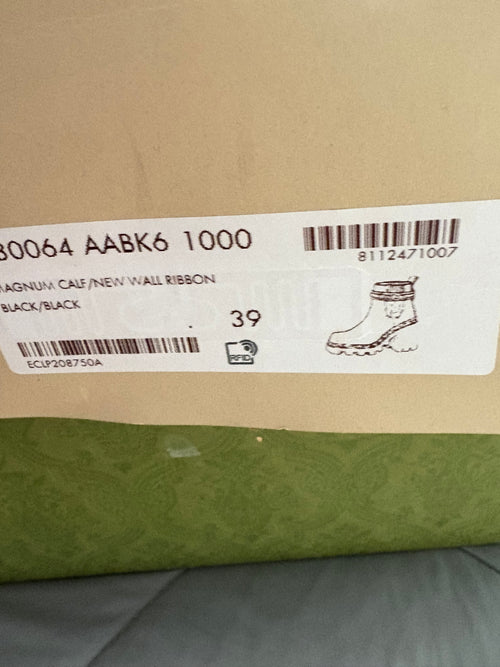 30064 AABK6 1000
8112471007
MAGNUM CALF/NEW WALL RIBBON
BLACK/BLACK
39
ECLP208750A
RFID